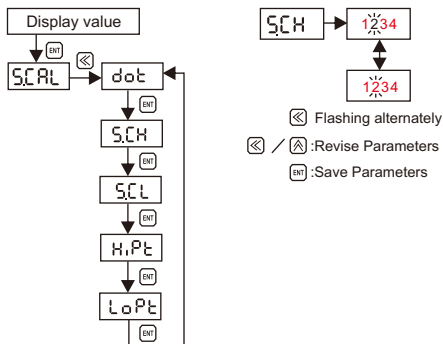 Display value
ENT
S.CAL
dot
ENT
S.CH
ENT
S.CL
ENT
HiPt
ENT
LoPt
ENT
S.CH
1234
1234
Flashing alternately
／ :Revise Parameters
ENT :Save Parameters